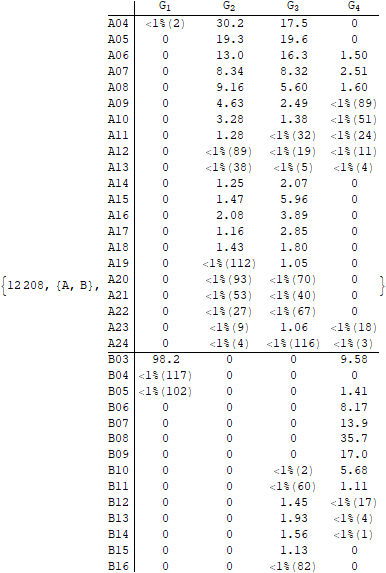 G1 G2 G3 G4
A04 <1%(2) 30.2 17.5 0
A05 0 19.3 19.6 0
A06 0 13.0 16.3 1.50
A07 0 8.34 8.32 2.51
A08 0 9.16 5.60 1.60
A09 0 4.63 2.49 <1%(89)
A10 0 3.28 1.38 <1%(51)
A11 0 1.28 <1%(32) <1%(24)
A12 0 <1%(89) <1%(19) <1%(11)
A13 0 <1%(38) <1%(5) <1%(4)
A14 0 1.25 2.07 0
A15 0 1.47 5.96 0
A16 0 2.08 3.89 0
A17 0 1.16 2.85 0
A18 0 1.43 1.80 0
A19 0 <1%(112) 1.05 0
{12208, {A, B}, A20 0 <1%(93) <1%(70) 0 }
A21 0 <1%(53) <1%(40) 0
A22 0 <1%(27) <1%(67) 0
A23 0 <1%(9) 1.06 <1%(18)
A24 0 <1%(4) <1%(116) <1%(3)
B03 98.2 0 0 9.58
B04 <1%(117) 0 0 0
B05 <1%(102) 0 0 1.41
B06 0 0 0 8.17
B07 0 0 0 13.9
B08 0 0 0 35.7
B09 0 0 0 17.0
B10 0 0 <1%(2) 5.68
B11 0 0 <1%(60) 1.11
B12 0 0 1.45 <1%(17)
B13 0 0 1.93 <1%(4)
B14 0 0 1.56 <1%(1)
B15 0 0 1.13 0
B16 0 0 <1%(82) 0